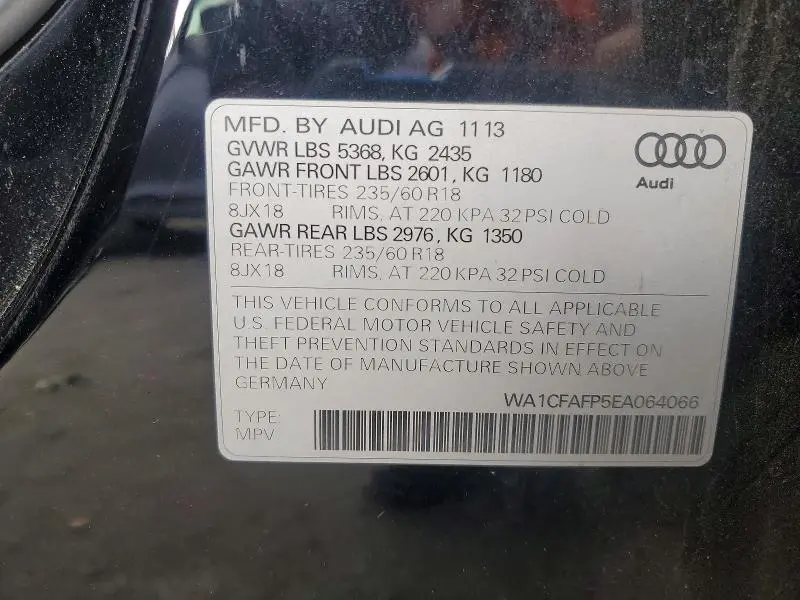 MFD. BY AUDI AG 11 13
GVWR LBS 5368, KG 2435
GAWR FRONT LBS 2601, KG 1180
FRONT-TIRES 235/60 R18
8JX18 RIMS, AT 220 KPA 32 PSI COLD
GAWR REAR LBS 2976, KG 1350
REAR-TIRES 235/60 R18
8JX18 RIMS, AT 220 KPA 32 PSI COLD
Audi
THIS VEHICLE CONFORMS TO ALL APPLICABLE
U.S. FEDERAL MOTOR VEHICLE SAFETY AND
THEFT PREVENTION STANDARDS IN EFFECT ON
THE DATE OF MANUFACTURE SHOWN ABOVE
GERMANY
WA1CFAFP5EA064066
TYPE:
MPV